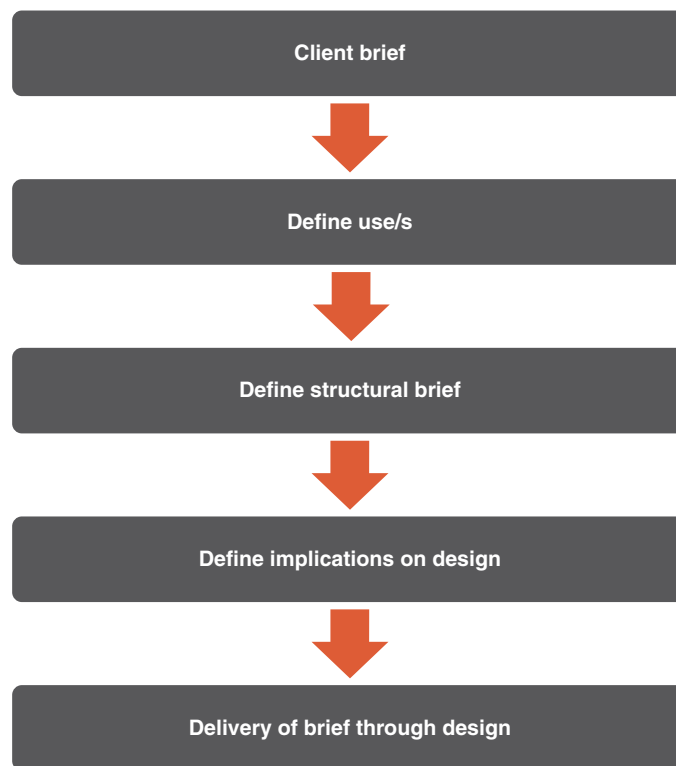 Client brief
Define use/s
Define structural brief
Define implications on design
Delivery of brief through design